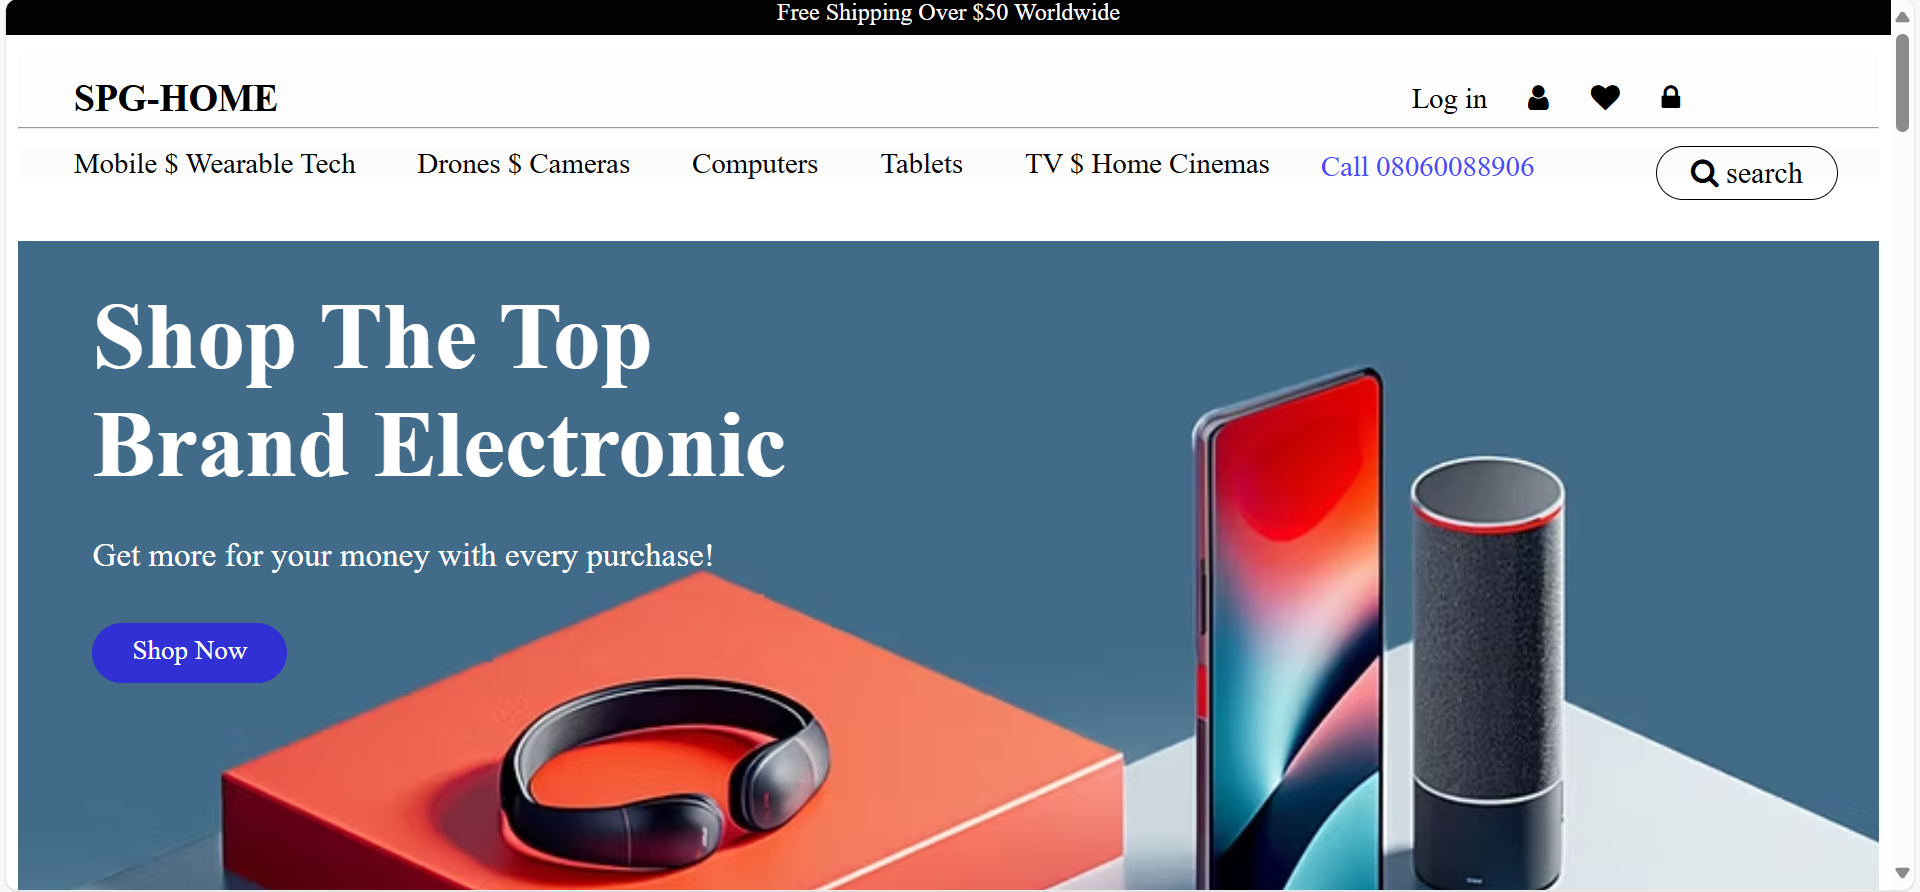 Free Shipping Over $50 Worldwide
SPG-HOME
Log in
Mobile $ Wearable Tech
Drones $ Cameras
Computers
Tablets
TV $ Home Cinemas
Call 08060088906
search
Shop The Top
Brand Electronic
Get more for your money with every purchase!
Shop Now